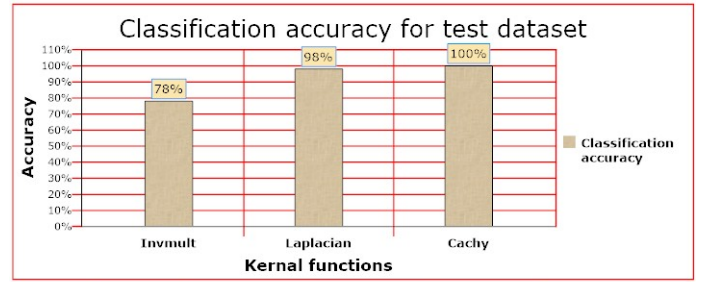 Classification accuracy for test dataset
110%
100%
90%
80%
70%
60%
50%
40%
30%
20%
10%
0%
Accuracy
78%
98%
100%
Invmult
Laplacian
Cachy
Kernal functions
Classification
accuracy